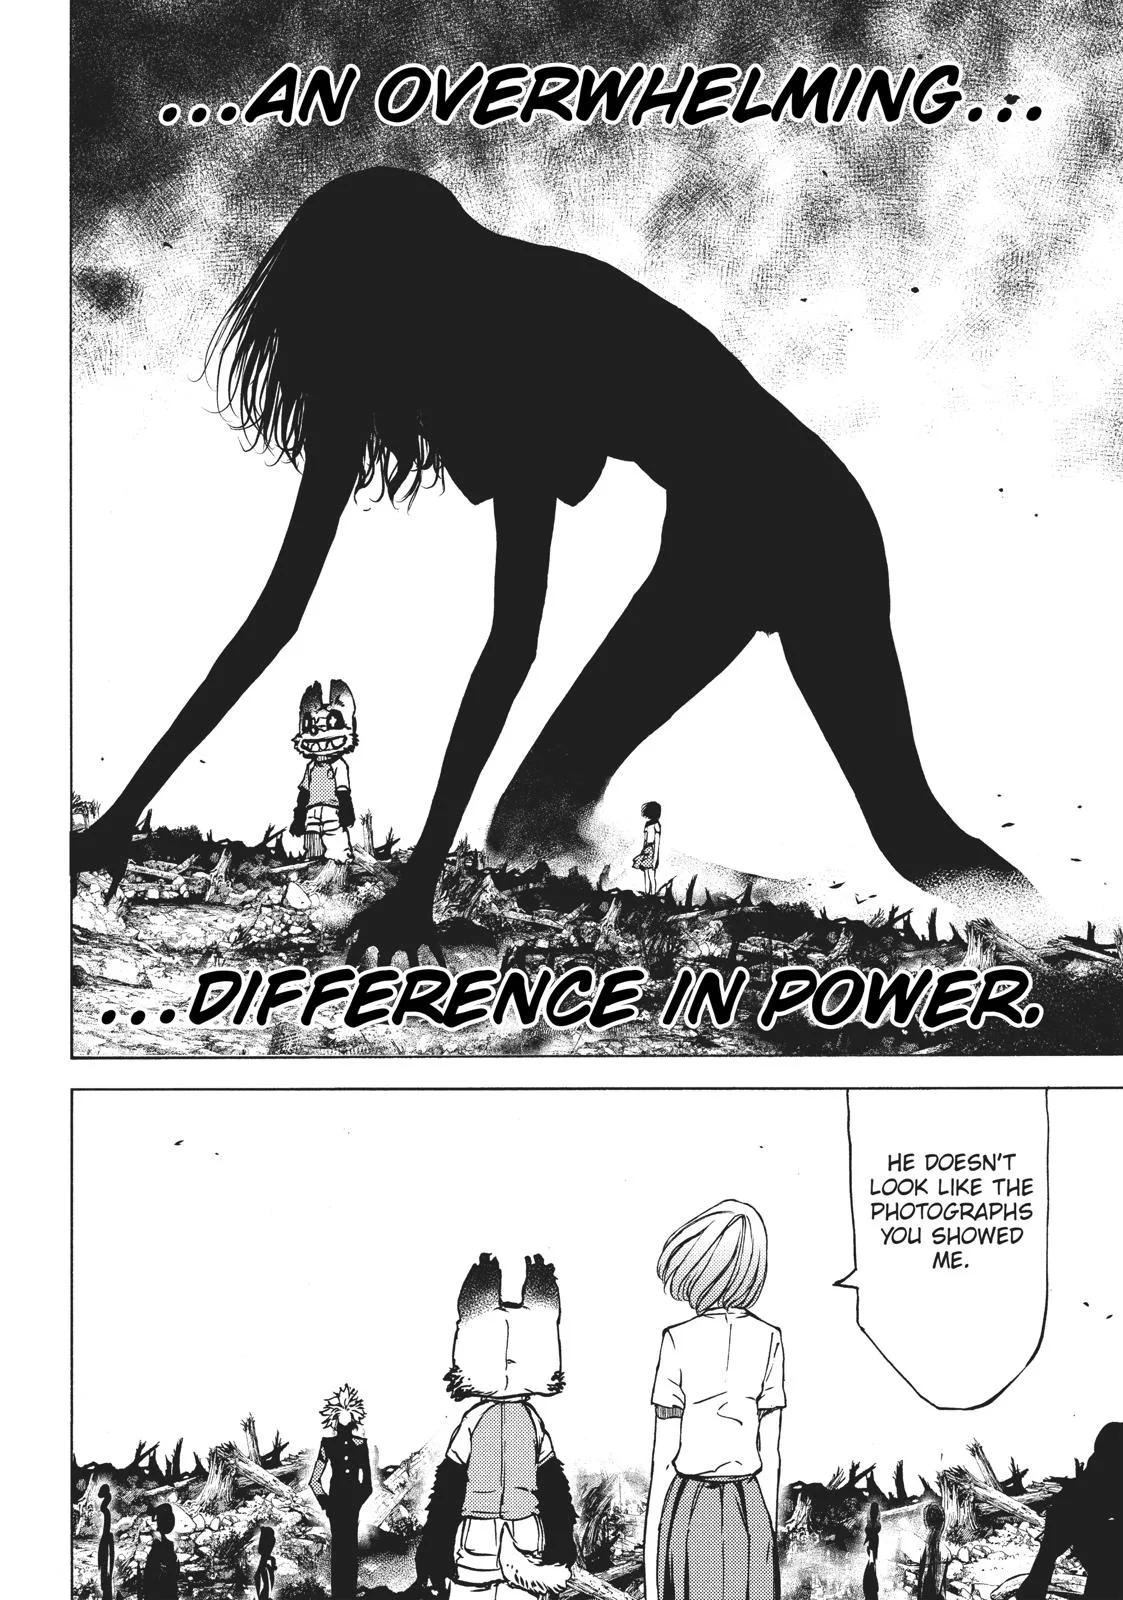 ...AN OVERWHELMING...
...DIFFERENCE IN POWER.
HE DOESN'T
LOOK LIKE THE
PHOTOGRAPHS
YOU SHOWED
ME.